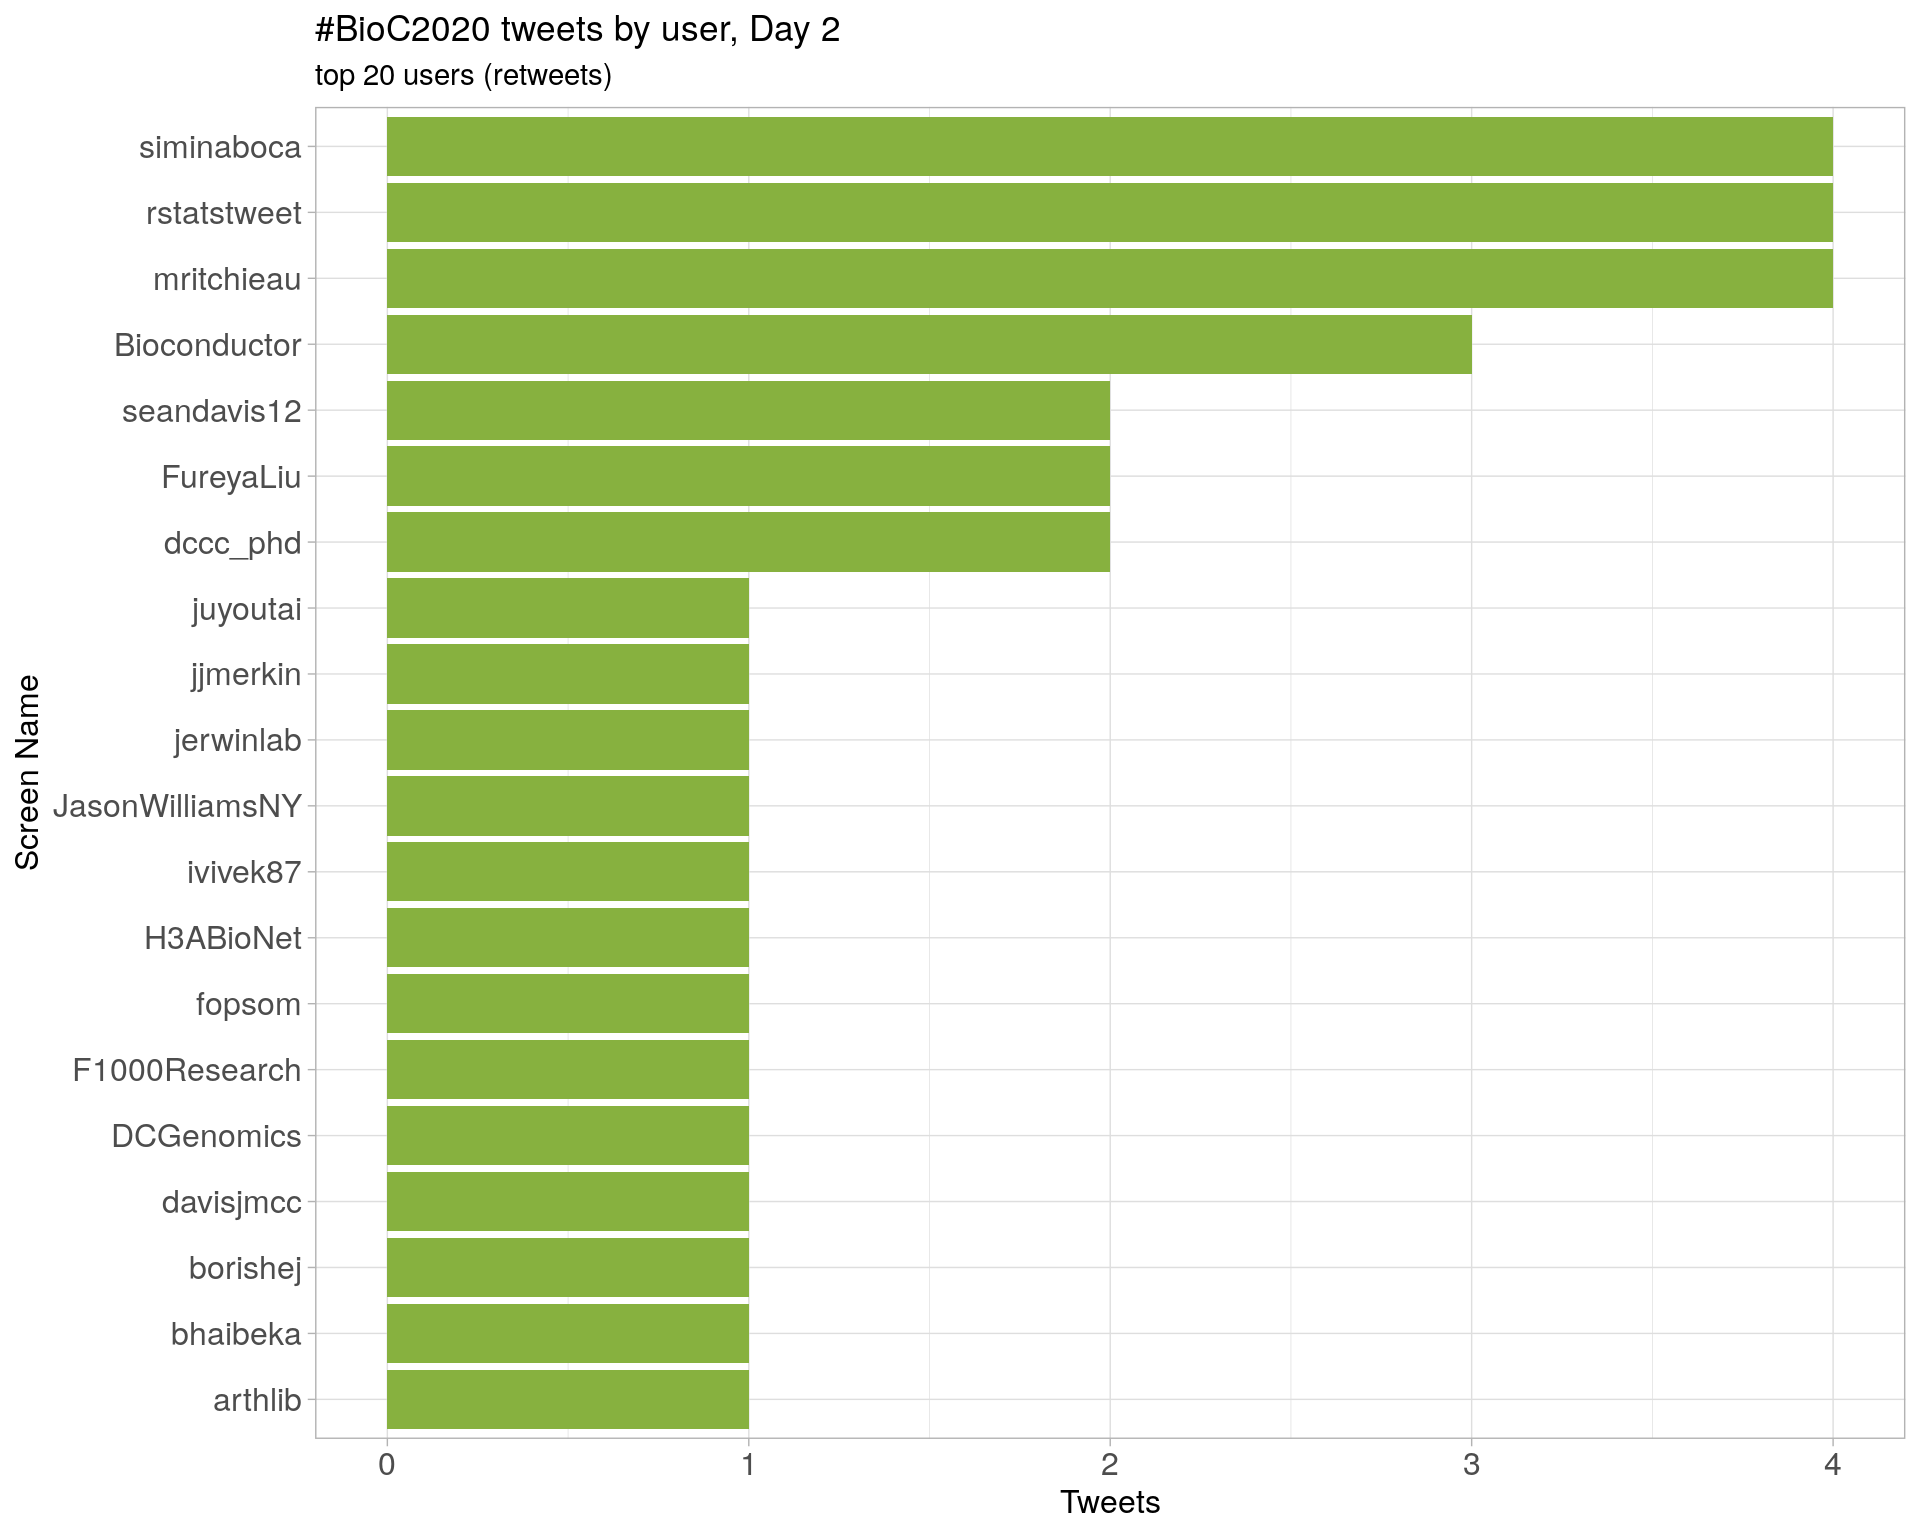 #BioC2020 tweets by user, Day 2
top 20 users (retweets)
Screen Name
siminaboca
rstatstweet
mritchieau
Bioconductor
seandavis12
FureyaLiu
dccc_phd
juyoutai
jjmerkin
jerwinlab
JasonWilliamsNY
ivivek87
H3ABioNet
fopsom
F1000Research
DCGenomics
davisjmcc
borishej
bhaibeka
arthlib
0 1 2 3 4
Tweets